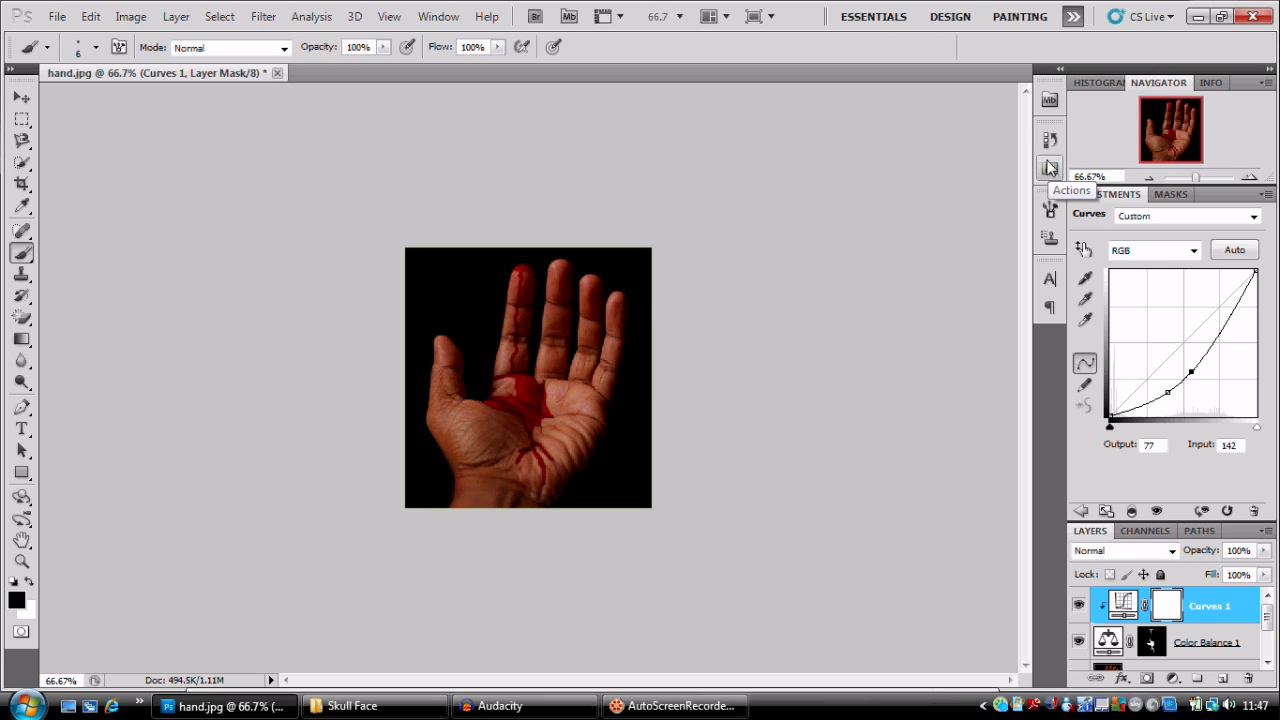 Ps File Edit Image Layer Select Filter Analysis 3D View Window Help Br Mb 66.7 ESSENTIALS DESIGN PAINTING CS Live
6 Mode: Normal Opacity: 100% Flow: 100%
hand.jpg @ 66.7% (Curves 1, Layer Mask/8) *
HISTOGRA NAVIGATOR INFO
Mb
66.67%
Actions
STMENTS MASKS
Curves Custom
RGB Auto
A
Output: 77 Input: 142
LAYERS CHANNELS PATHS
Normal Opacity: 100%
Lock: Fill: 100%
Curves 1
Color Balance 1
66.67% Doc: 494.5K/1.11M
hand.jpg @ 66.7% (... Skull Face Audacity AutoScreenRecorde... 11:47